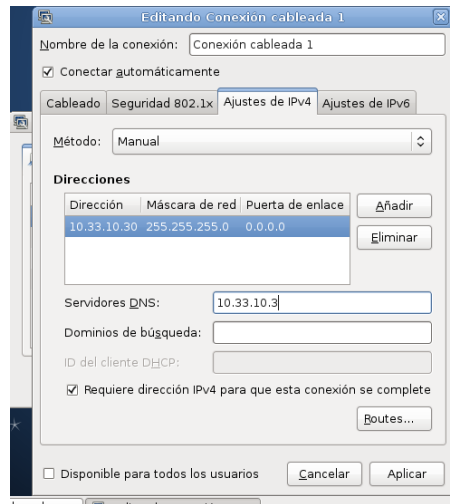 Editando Conexión cableada 1
Nombre de la conexión: Conexión cableada 1
Conectar automáticamente
Cableado Seguridad 802.1x Ajustes de IPv4 Ajustes de IPv6
Método: Manual
Direcciones
Dirección Máscara de red Puerta de enlace
10.33.10.30 255.255.255.0 0.0.0.0
Añadir
Eliminar
Servidores DNS: 10.33.10.3
Dominios de búsqueda:
ID del cliente DHCP:
Requiere dirección IPv4 para que esta conexión se complete
Routes...
Disponible para todos los usuarios Cancelar Aplicar